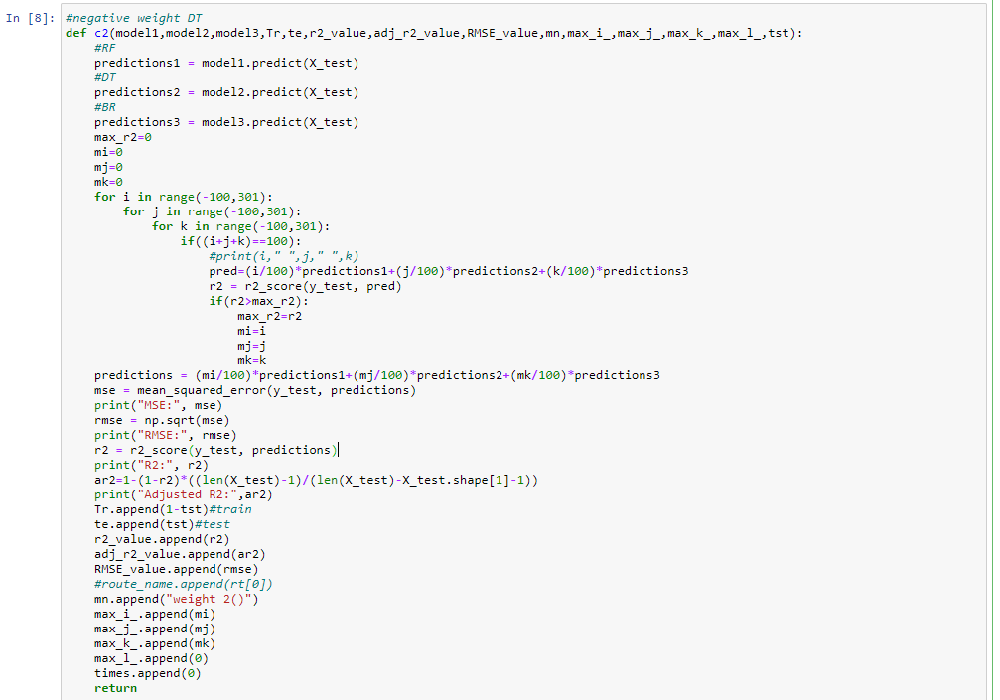 In [8]:
#negative weight DT
def c2(model1,model2,model3,Tr,te,r2_value,adj_r2_value,RMSE_value,mn,max_i_,max_j_,max_k_,max_l_,tst):
    #RF
    predictions1 = model1.predict(X_test)
    #DT
    predictions2 = model2.predict(X_test)
    #BR
    predictions3 = model3.predict(X_test)
    max_r2=0
    mi=0
    mj=0
    mk=0
    for i in range(-100,301):
        for j in range(-100,301):
            for k in range(-100,301):
                if((i+j+k)==100):
                    #print(i," ",j," ",k)
                    pred=(i/100)*predictions1+(j/100)*predictions2+(k/100)*predictions3
                    r2 = r2_score(y_test, pred)
                    if(r2>max_r2):
                        max_r2=r2
                        mi=i
                        mj=j
                        mk=k
    predictions = (mi/100)*predictions1+(mj/100)*predictions2+(mk/100)*predictions3
    mse = mean_squared_error(y_test, predictions)
    print("MSE:", mse)
    rmse = np.sqrt(mse)
    print("RMSE:", rmse)
    r2 = r2_score(y_test, predictions)
    print("R2:", r2)
    ar2=1-(1-r2)*((len(X_test)-1)/(len(X_test)-X_test.shape[1]-1))
    print("Adjusted R2:",ar2)
    Tr.append(1-tst)#train
    te.append(tst)#test
    r2_value.append(r2)
    adj_r2_value.append(ar2)
    RMSE_value.append(rmse)
    #route_name.append(rt[0])
    mn.append("weight 2()")
    max_i_.append(mi)
    max_j_.append(mj)
    max_k_.append(mk)
    max_l_.append(0)
    times.append(0)
    return